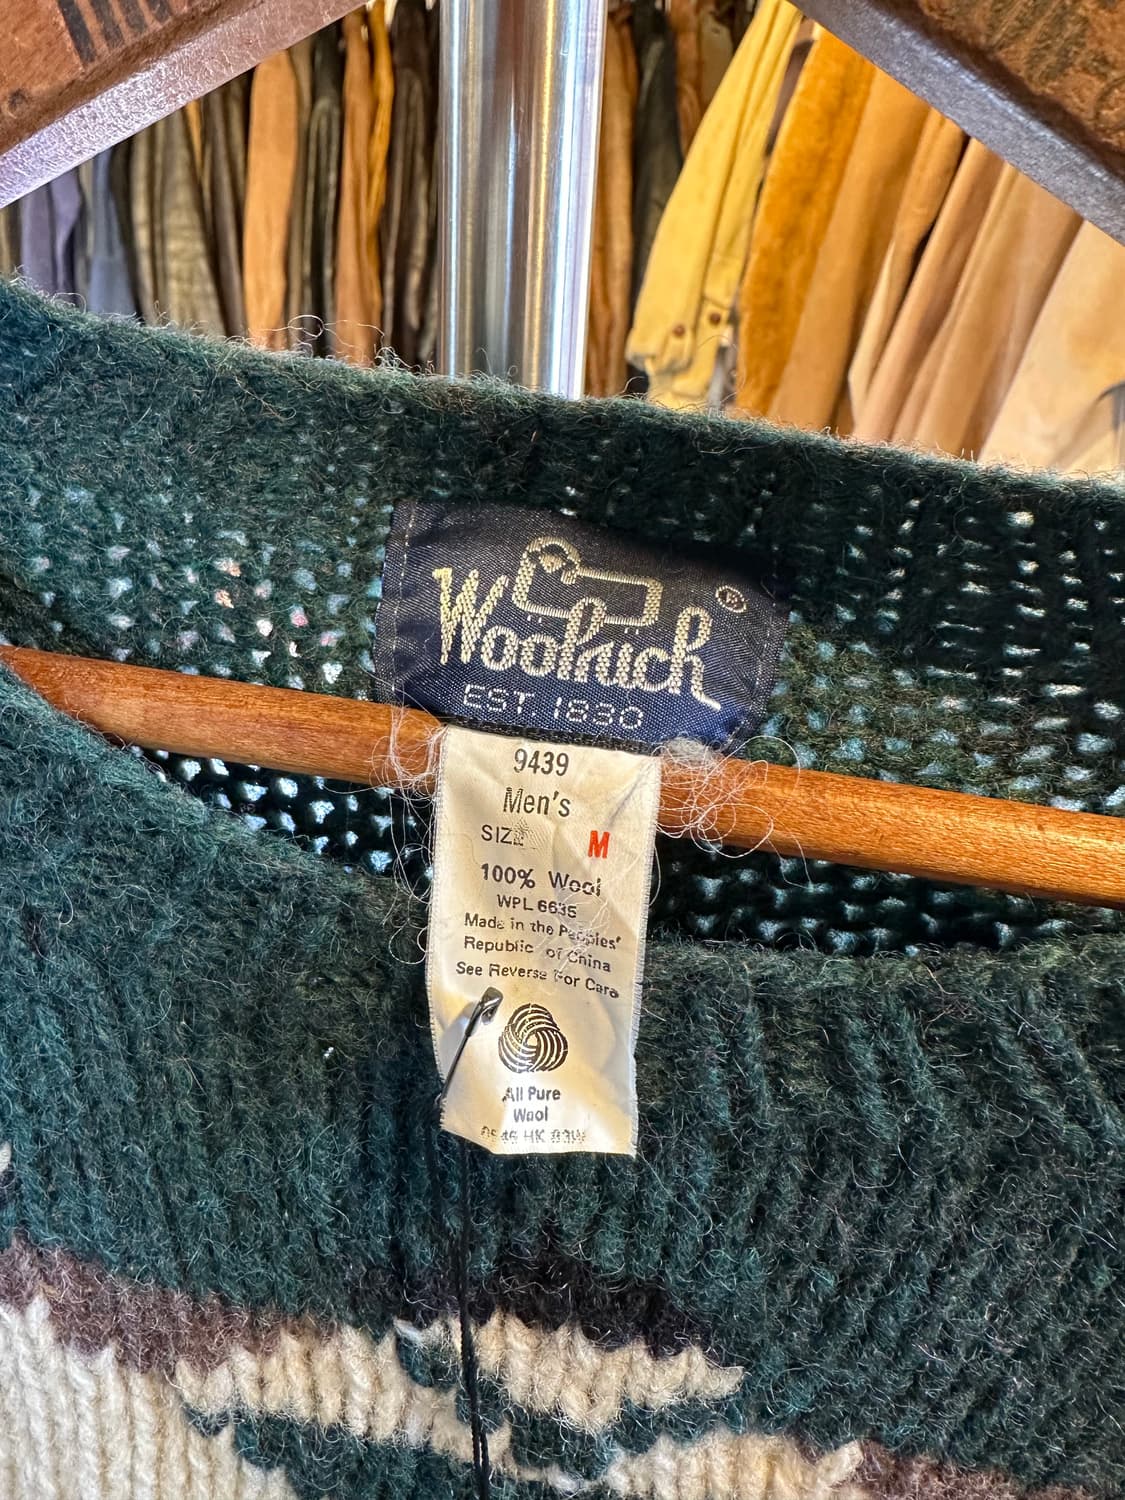 Woolrich®
EST 1830
9439
Men's
SIZE M
100% Wool
WPL 6635
Made in the Peoples'
Republic of China
See Reverse For Care
All Pure
Wool
HK